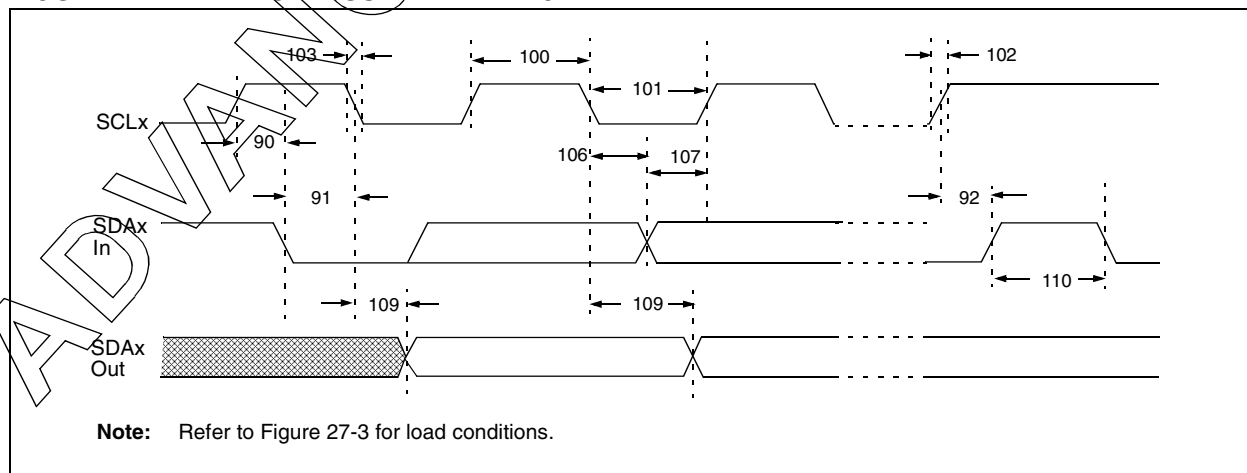 103
100
101
102
SCLx
90
106
107
91
92
SDAx
In
109
109
110
SDAx
Out
Note: Refer to Figure 27-3 for load conditions.
ADVANC